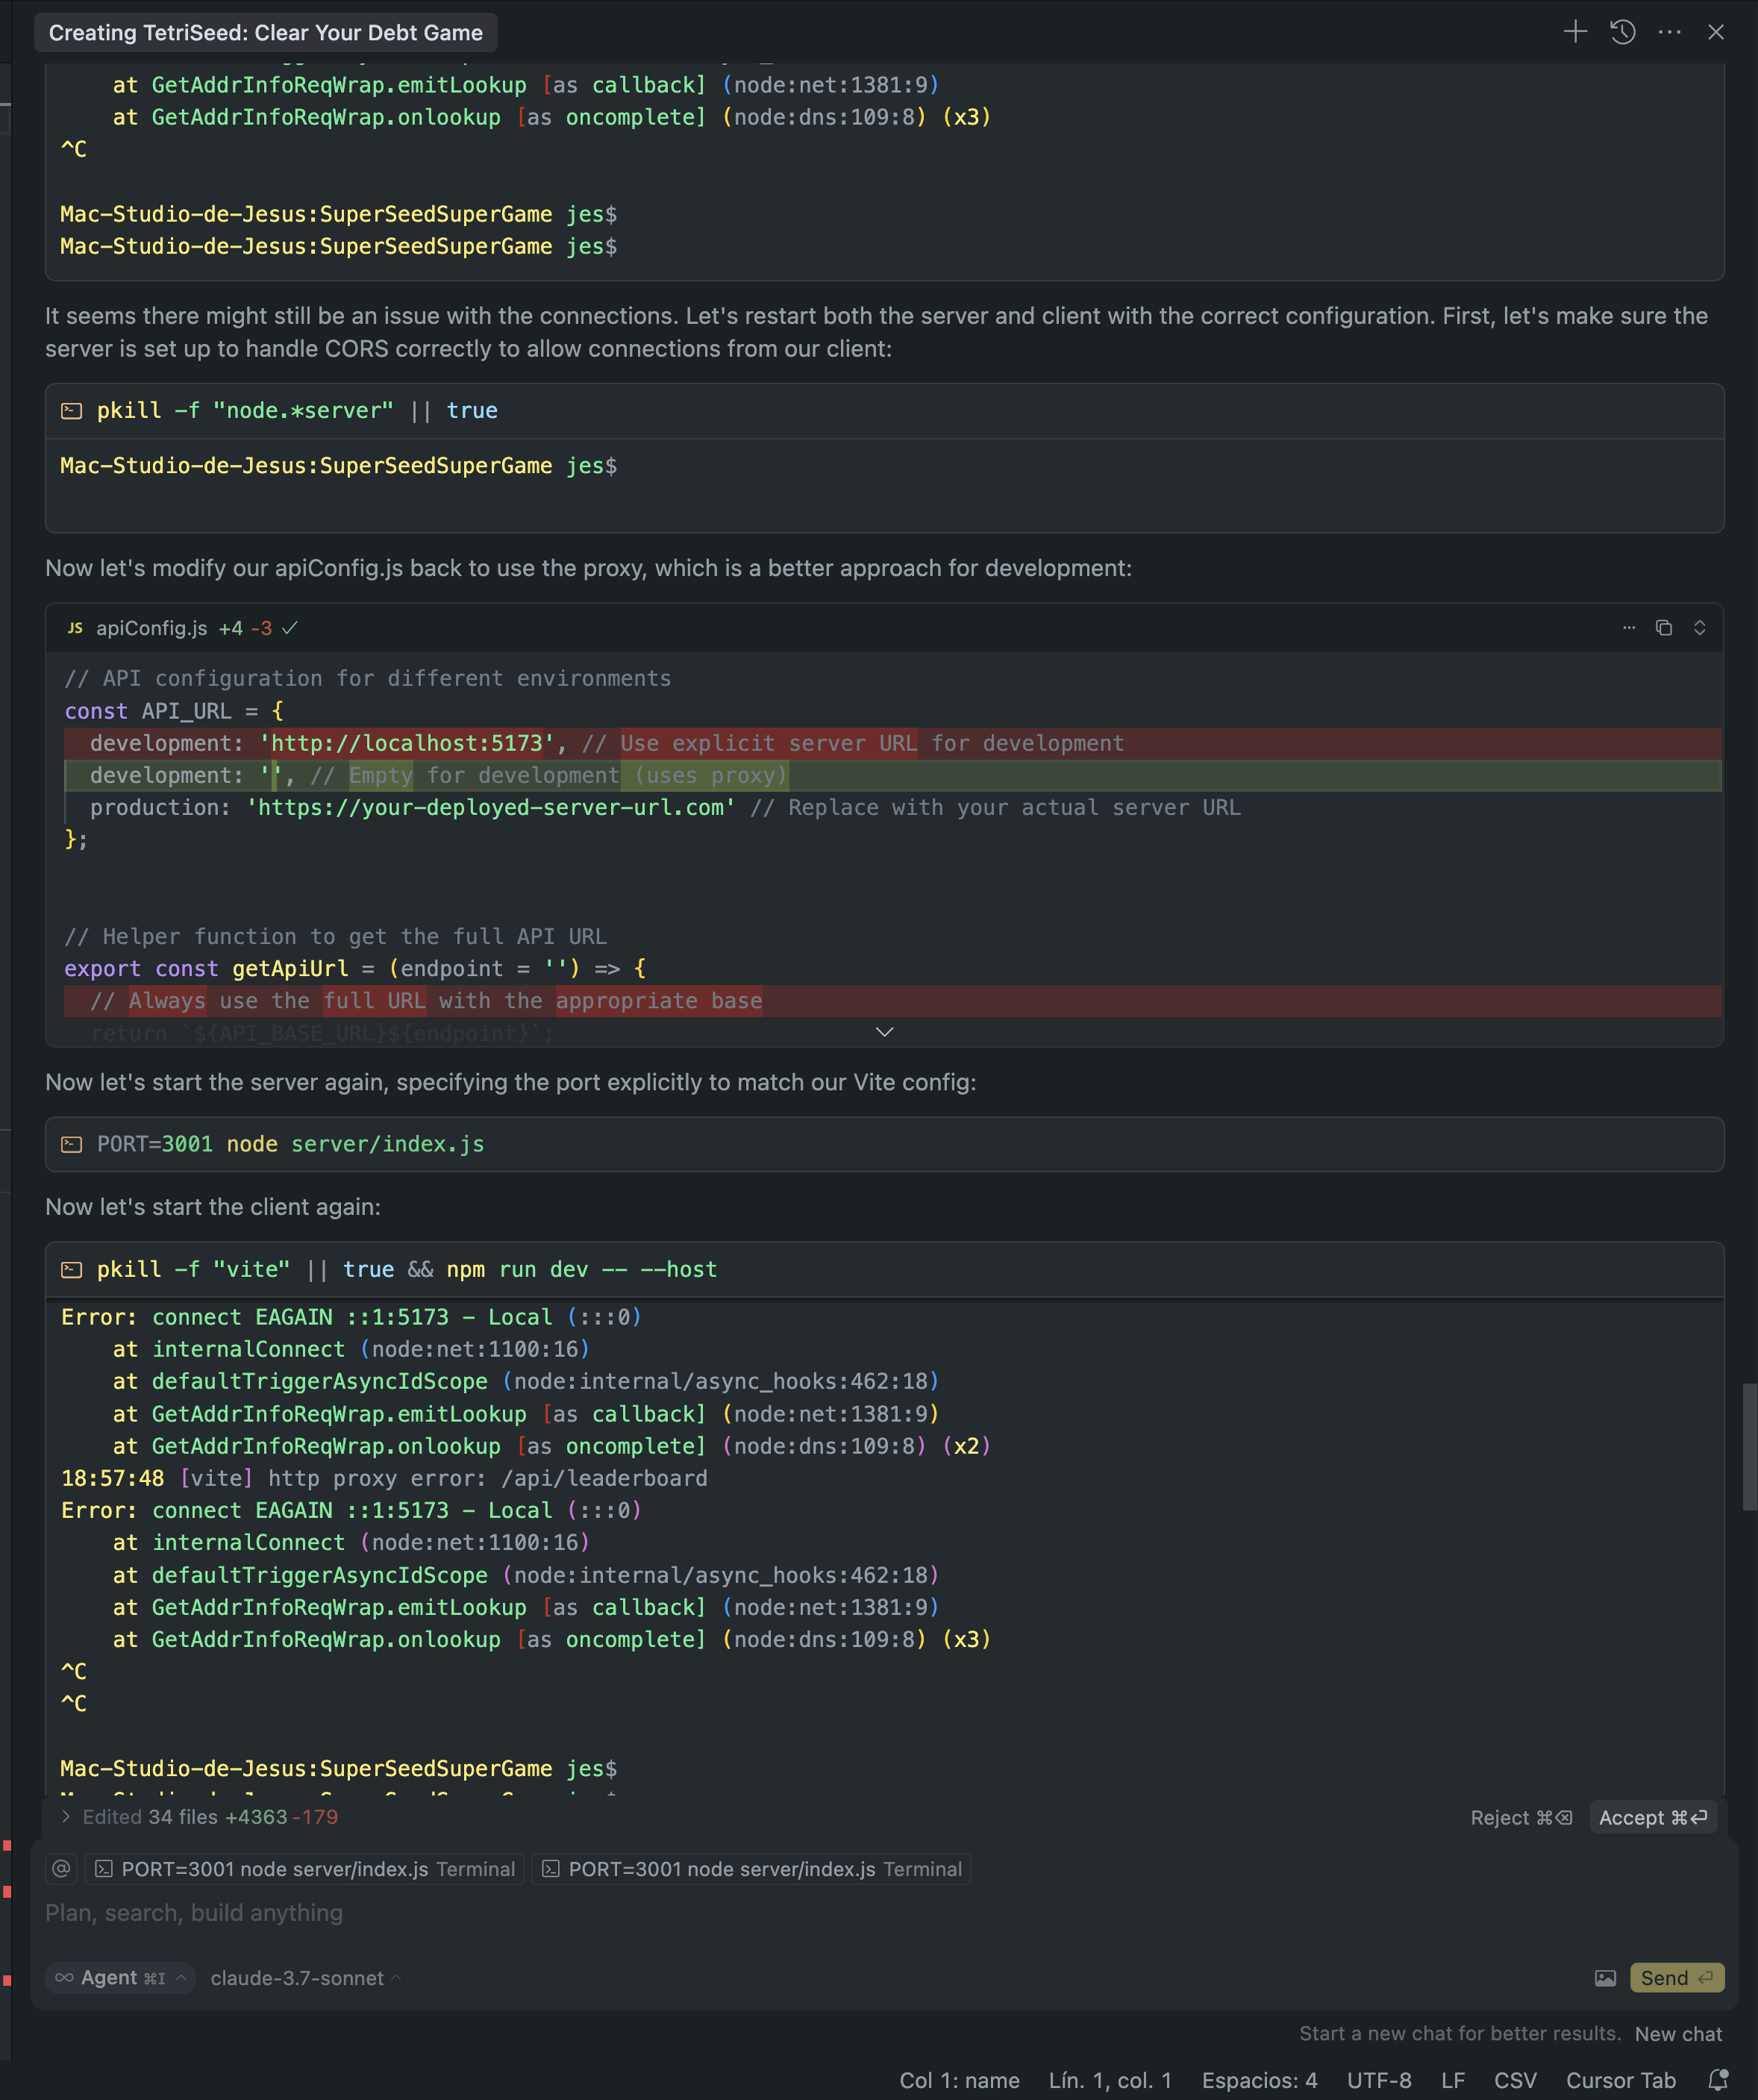 Creating TetriSeed: Clear Your Debt Game
at GetAddrInfoReqWrap.emitLookup [as callback] (node:net:1381:9)
at GetAddrInfoReqWrap.onlookup [as oncomplete] (node:dns:109:8) (x3)
^C
Mac-Studio-de-Jesus:SuperSeedSuperGame jes$
Mac-Studio-de-Jesus:SuperSeedSuperGame jes$
It seems there might still be an issue with the connections. Let's restart both the server and client with the correct configuration. First, let's make sure the
server is set up to handle CORS correctly to allow connections from our client:
pkill -f "node.*server" || true
Mac-Studio-de-Jesus:SuperSeedSuperGame jes$
Now let's modify our apiConfig.js back to use the proxy, which is a better approach for development:
JS apiConfig.js +4 -3
// API configuration for different environments
const API_URL = {
development: 'http://localhost:5173', // Use explicit server URL for development
development: '', // Empty for development (uses proxy)
production: 'https://your-deployed-server-url.com' // Replace with your actual server URL
};
// Helper function to get the full API URL
export const getApiUrl = (endpoint = '') => {
// Always use the full URL with the appropriate base
return `${API_BASE_URL}${endpoint}`;
Now let's start the server again, specifying the port explicitly to match our Vite config:
PORT=3001 node server/index.js
Now let's start the client again:
pkill -f "vite" || true && npm run dev -- --host
Error: connect EAGAIN ::1:5173 - Local (:::0)
at internalConnect (node:net:1100:16)
at defaultTriggerAsyncIdScope (node:internal/async_hooks:462:18)
at GetAddrInfoReqWrap.emitLookup [as callback] (node:net:1381:9)
at GetAddrInfoReqWrap.onlookup [as oncomplete] (node:dns:109:8) (x2)
18:57:48 [vite] http proxy error: /api/leaderboard
Error: connect EAGAIN ::1:5173 - Local (:::0)
at internalConnect (node:net:1100:16)
at defaultTriggerAsyncIdScope (node:internal/async_hooks:462:18)
at GetAddrInfoReqWrap.emitLookup [as callback] (node:net:1381:9)
at GetAddrInfoReqWrap.onlookup [as oncomplete] (node:dns:109:8) (x3)
^C
^C
Mac-Studio-de-Jesus:SuperSeedSuperGame jes$
Edited 34 files +4363 -179 Reject ⌘⌫ Accept ⌘⏎
@ PORT=3001 node server/index.js Terminal PORT=3001 node server/index.js Terminal
Plan, search, build anything
∞ Agent ⌘I claude-3.7-sonnet Send ⏎
Start a new chat for better results. New chat
Col 1: name Lín. 1, col. 1 Espacios: 4 UTF-8 LF CSV Cursor Tab